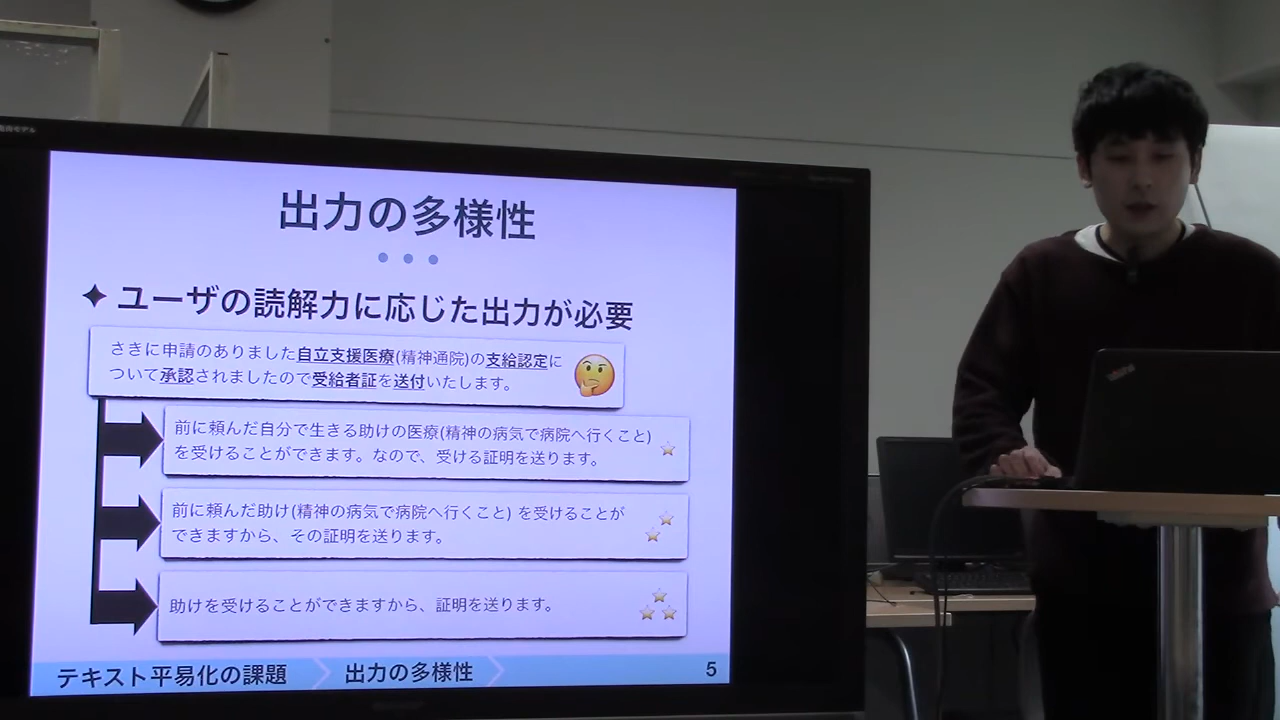 出力の多様性
ユーザの読解力に応じた出力が必要
さきに申請のありました自立支援医療(精神通院)の支給認定に
ついて承認されましたので受給者証を送付いたします。
前に頼んだ自分で生きる助けの医療(精神の病気で病院へ行くこと)
を受けることができます。なので、受ける証明を送ります。
前に頼んだ助け(精神の病気で病院へ行くこと) を受けることが
できますから、その証明を送ります。
助けを受けることができますから、証明を送ります。
テキスト平易化の課題 出力の多様性 5
ThinkPad